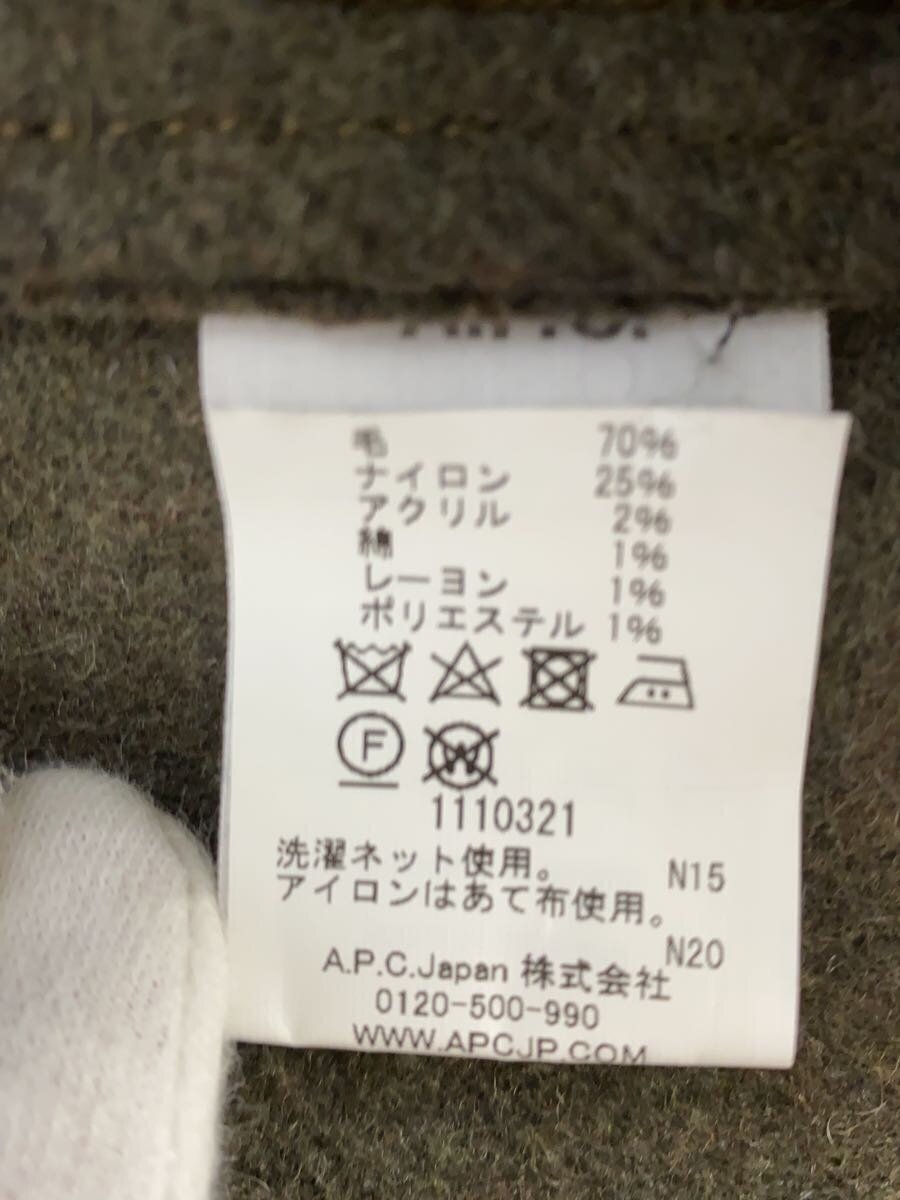 毛 70%
ナイロン 25%
アクリル 2%
綿 1%
レーヨン 1%
ポリエステル 1%
F W
1110321
洗濯ネット使用。 N15
アイロンはあて布使用。
N20
A.P.C.Japan 株式会社
0120-500-990
WWW.APCJP.COM